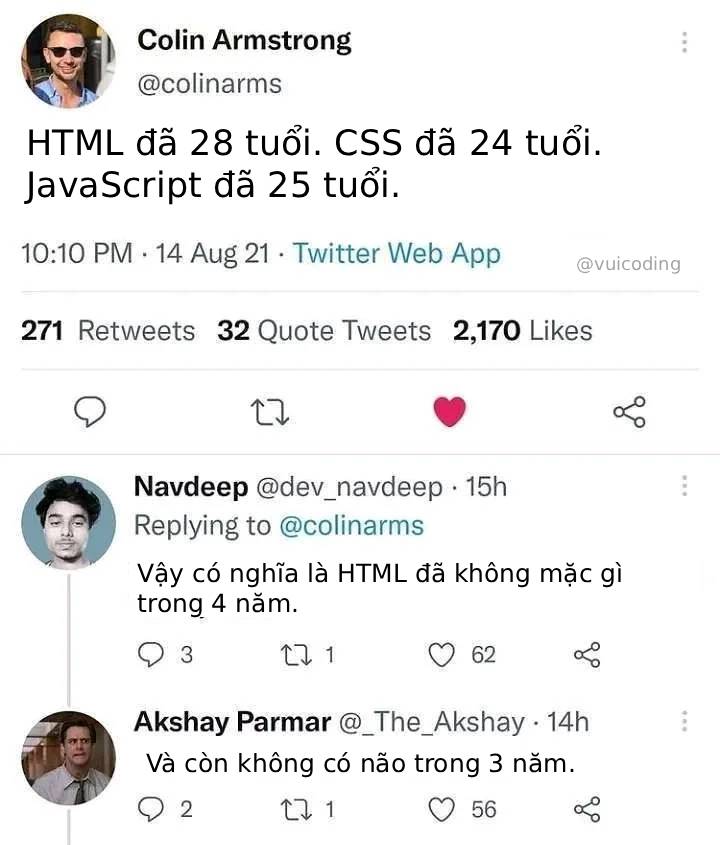 Colin Armstrong
@colinarms
HTML đã 28 tuổi. CSS đã 24 tuổi.
JavaScript đã 25 tuổi.
10:10 PM · 14 Aug 21 · Twitter Web App
@vuicoding
271 Retweets 32 Quote Tweets 2,170 Likes
Navdeep @dev_navdeep · 15h
Replying to @colinarms
Vậy có nghĩa là HTML đã không mặc gì
trong 4 năm.
3 1 62
Akshay Parmar @_The_Akshay · 14h
Và còn không có não trong 3 năm.
2 1 56